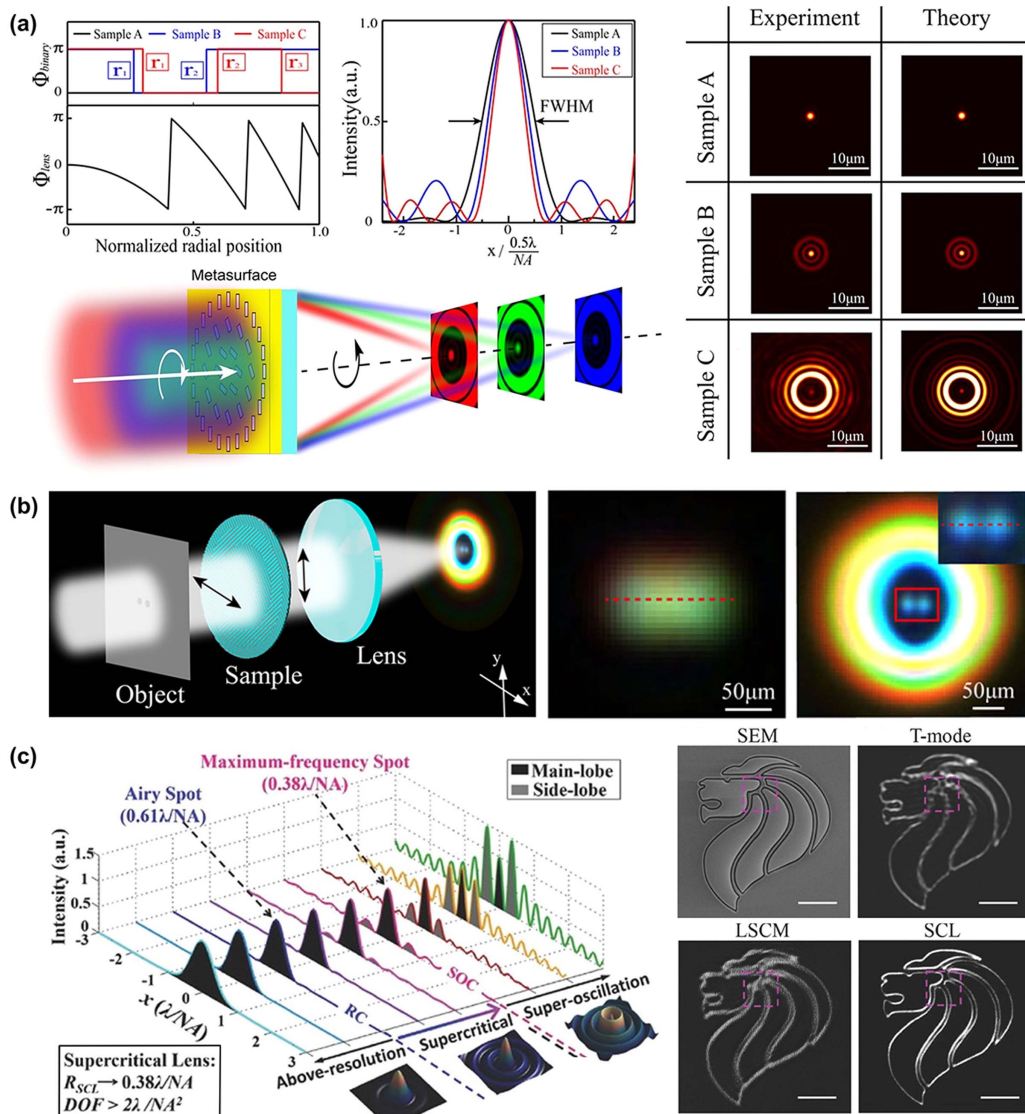 (a)
Sample A Sample B Sample C
Φbinary
π
0
r₁ r₁ r₂ r₂ r₃
Φlens
π
0
-π
0 0.5 1.0
Normalized radial position
Intensity(a.u.)
1
0.5
0
Sample A
Sample B
Sample C
FWHM
-2 -1 0 1 2
x / 0.5λ
NA
Experiment Theory
Sample A
10μm 10μm
Sample B
10μm 10μm
Sample C
10μm 10μm
Metasurface
(b)
Object
Sample
Lens
y
x
50μm
50μm
(c)
Maximum-frequency Spot
(0.38λ/NA)
Airy Spot
(0.61λ/NA)
Main-lobe
Side-lobe
Intensity (a.u.)
1.5
1
0.5
0
-3
-2
-1
0
1
2
3
x (λ/NA)
RC
SOC
Above-resolution
Supercritical
Super-oscillation
Supercritical Lens:
R_SCL→ 0.38λ/NA
DOF > 2λ /NA²
SEM T-mode
LSCM SCL